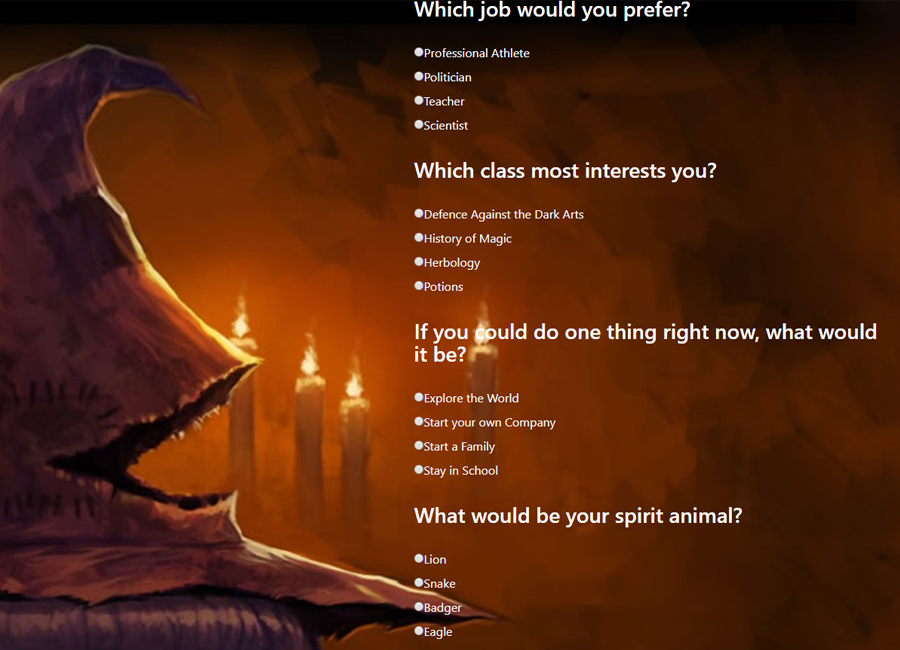 Which job would you prefer?
Professional Athlete
Politician
Teacher
Scientist
Which class most interests you?
Defence Against the Dark Arts
History of Magic
Herbology
Potions
If you could do one thing right now, what would
it be?
Explore the World
Start your own Company
Start a Family
Stay in School
What would be your spirit animal?
Lion
Snake
Badger
Eagle